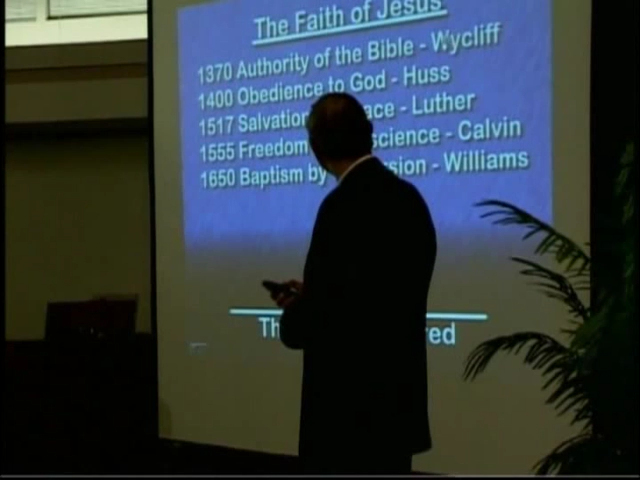 The Faith of Jesus
1370 Authority of the Bible - Wycliff
1400 Obedience to God - Huss
1517 Salvation ace - Luther
1555 Freedom science - Calvin
1650 Baptism by sion - Williams
Th red